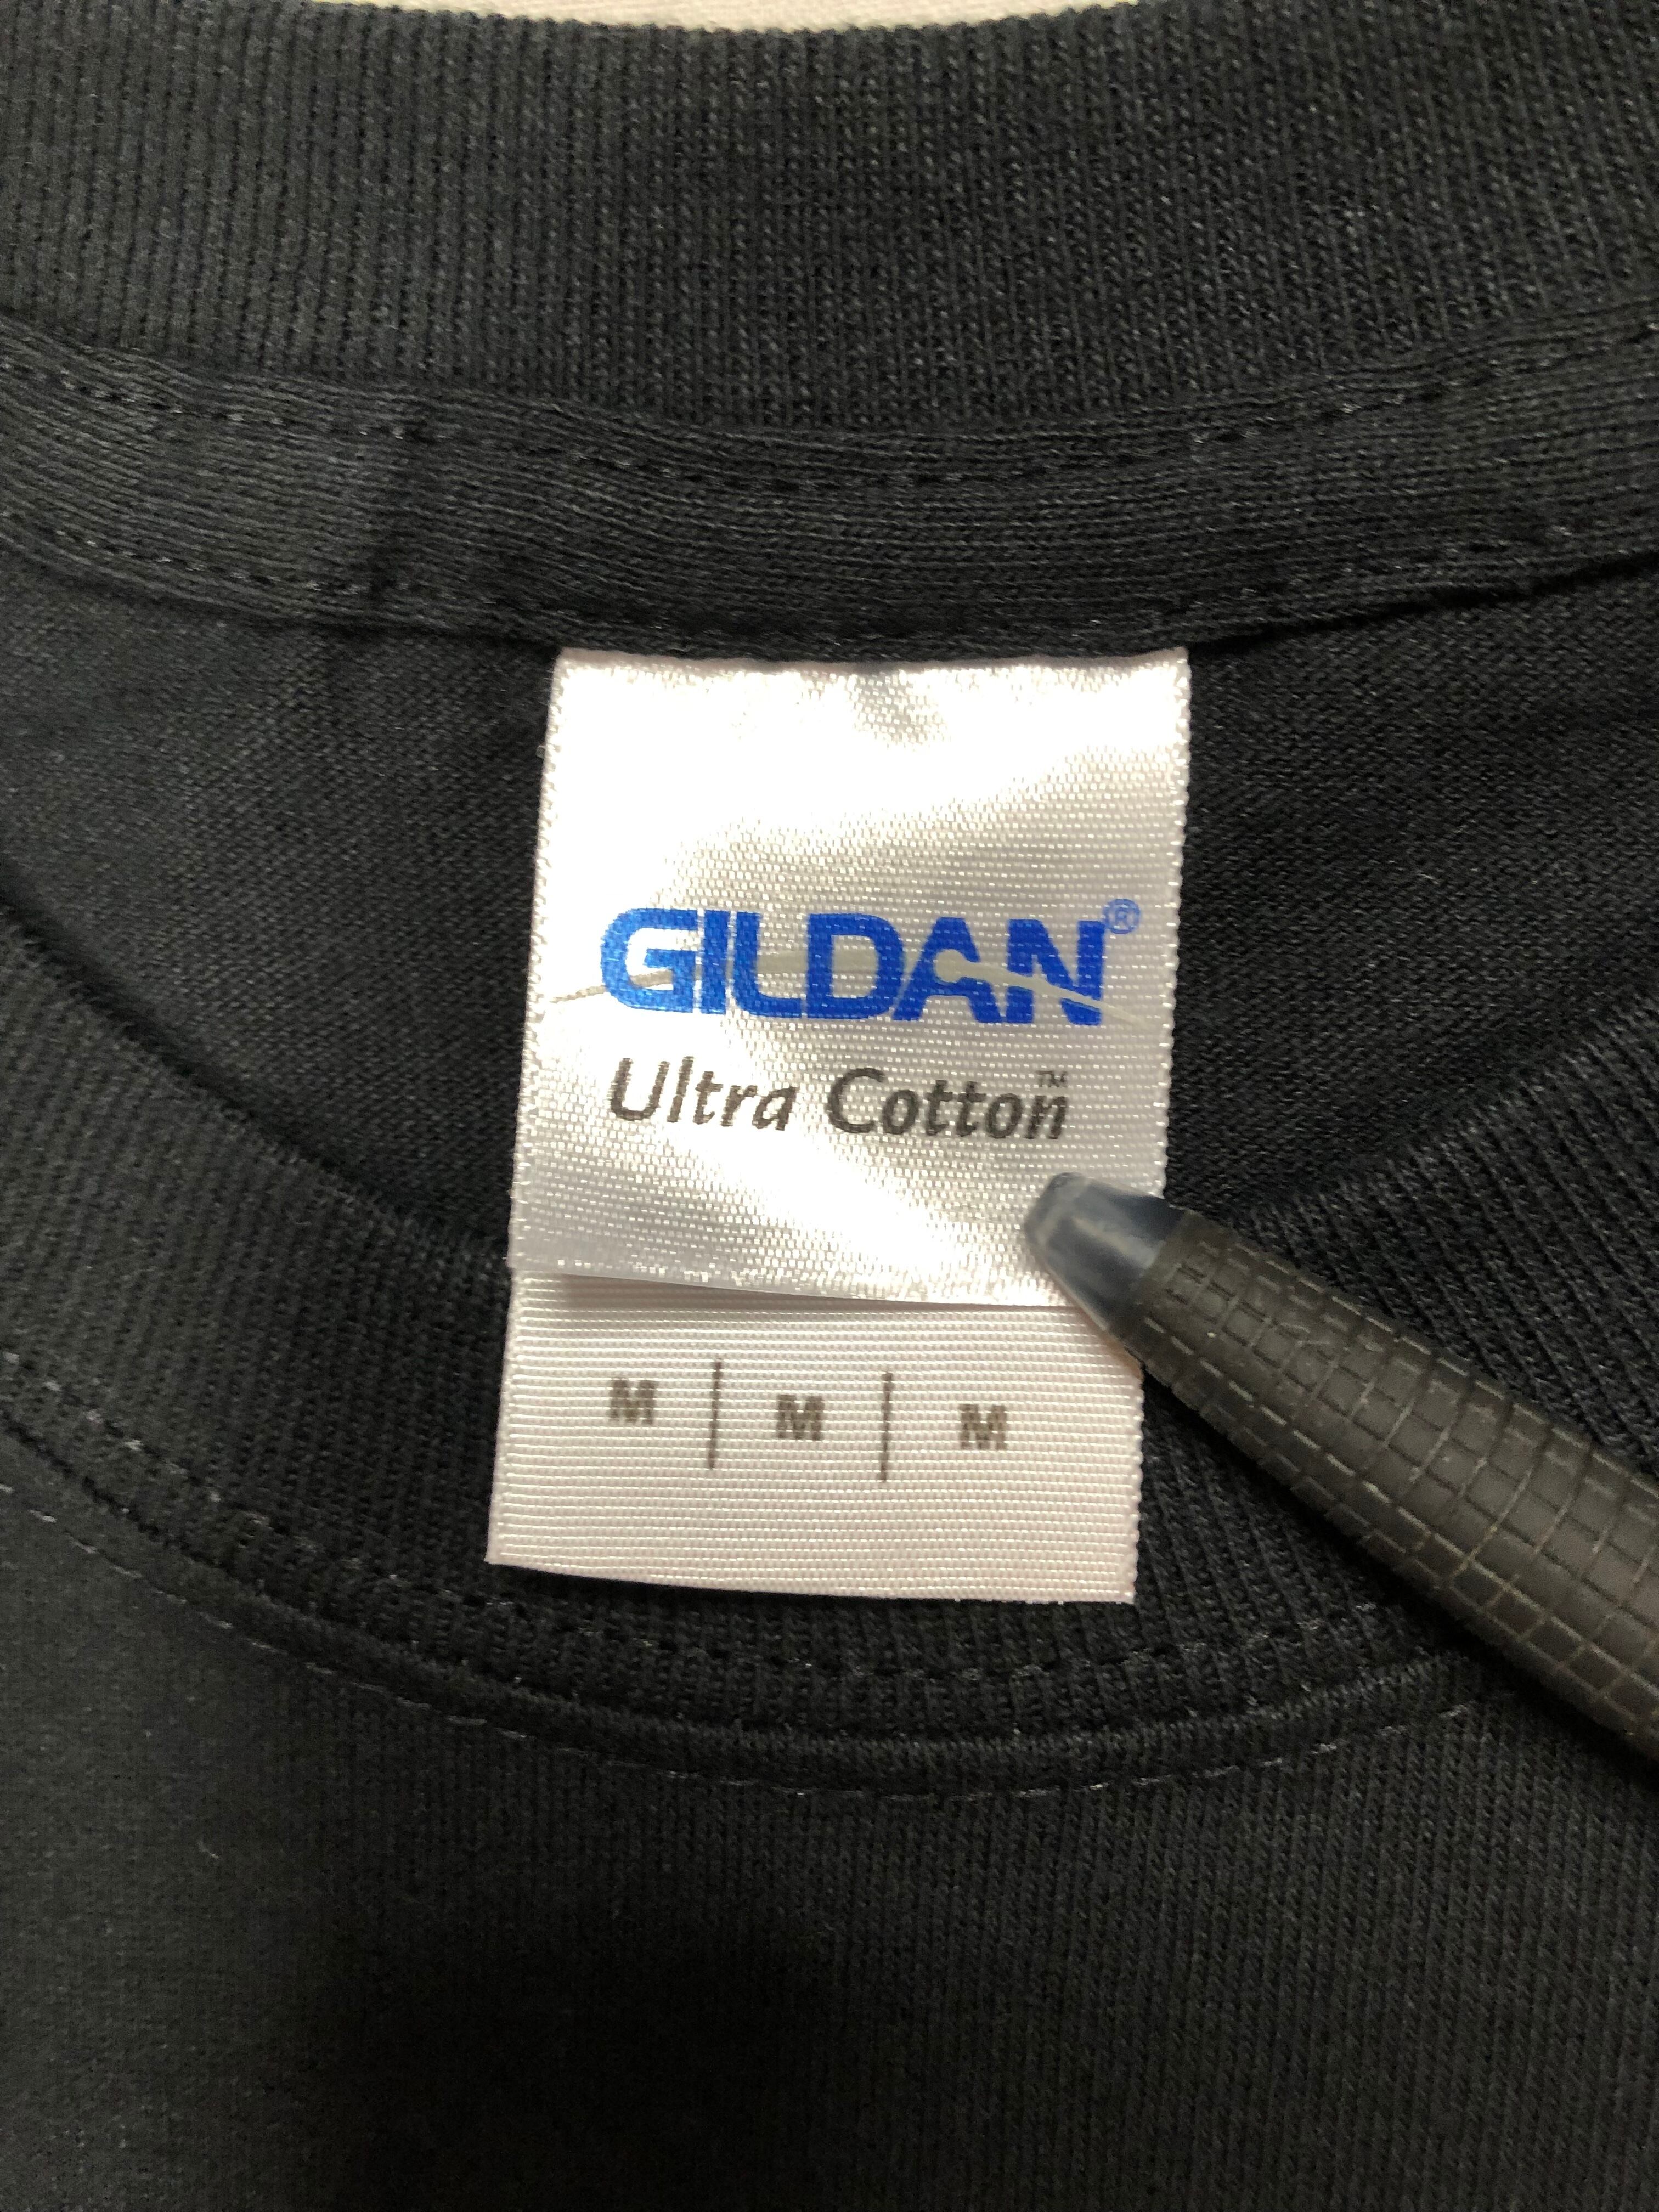 GILDAN®
Ultra Cotton™
M | M | M